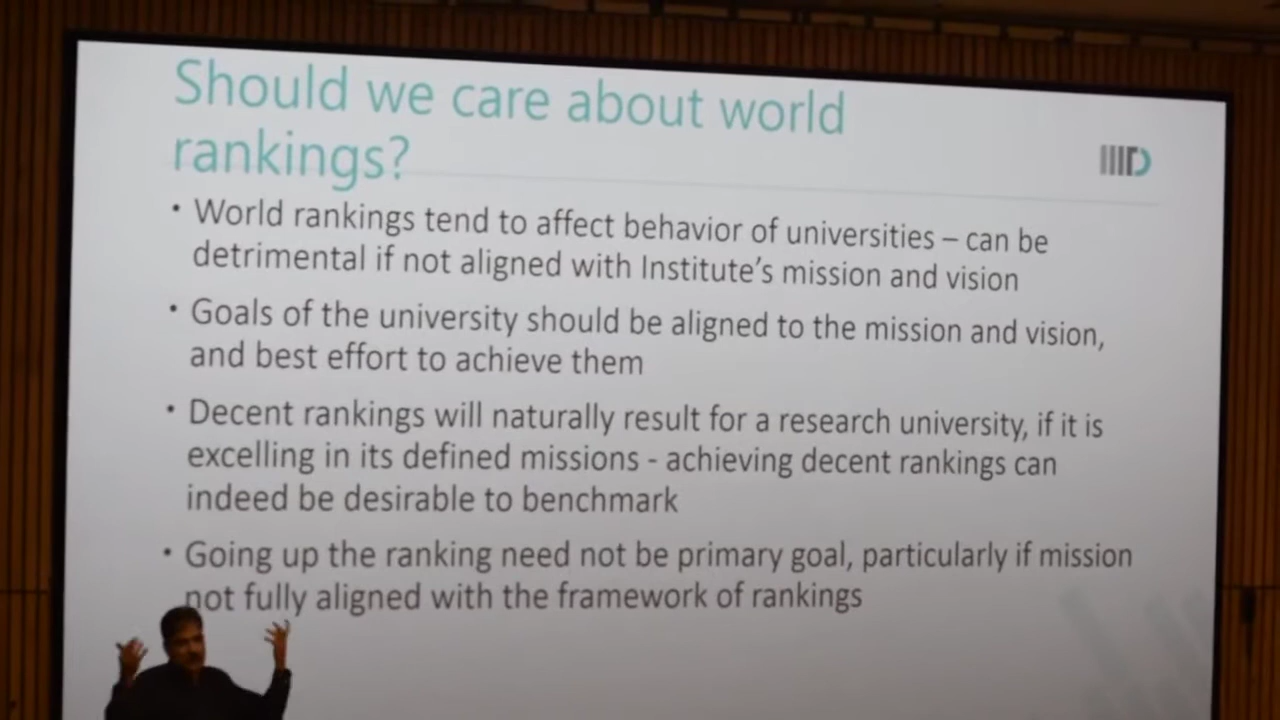 Should we care about world
rankings?
IIID
• World rankings tend to affect behavior of universities – can be
detrimental if not aligned with Institute's mission and vision
• Goals of the university should be aligned to the mission and vision,
and best effort to achieve them
• Decent rankings will naturally result for a research university, if it is
excelling in its defined missions - achieving decent rankings can
indeed be desirable to benchmark
• Going up the ranking need not be primary goal, particularly if mission
not fully aligned with the framework of rankings